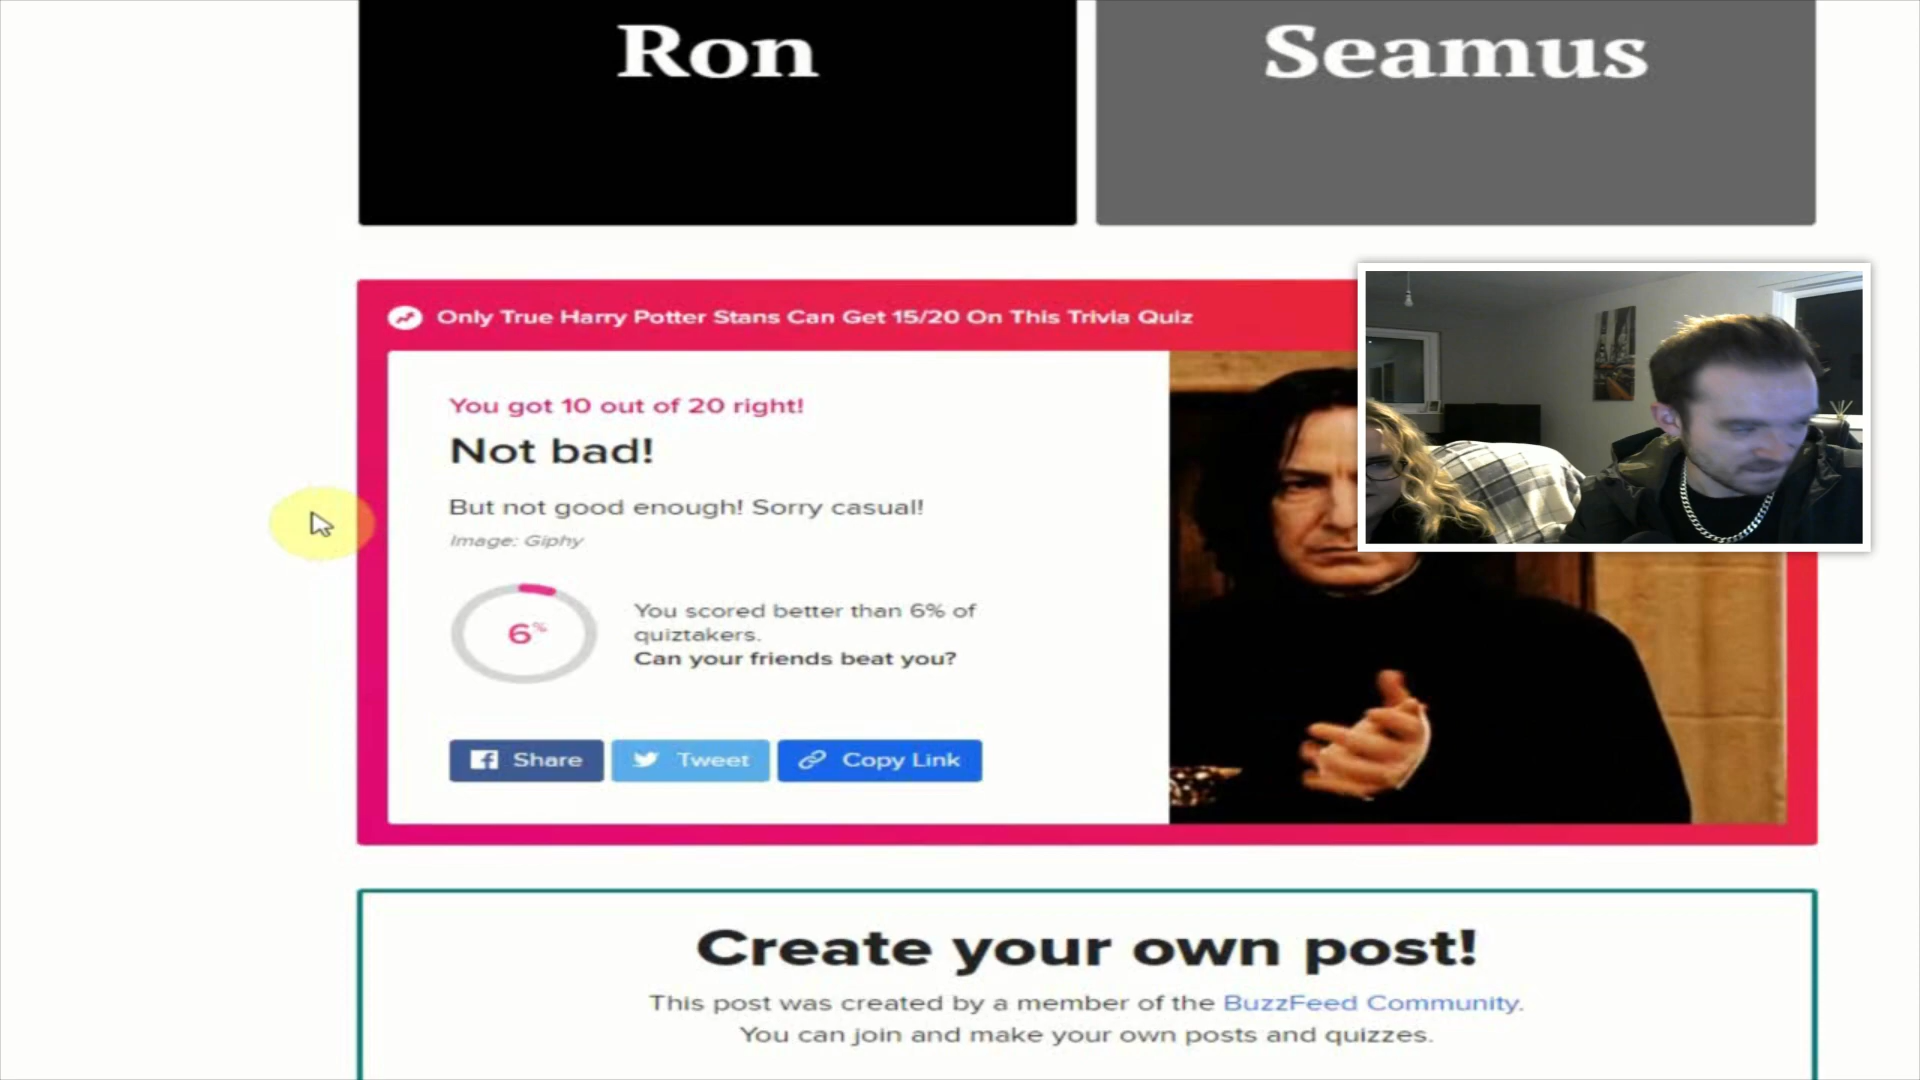 Ron
Seamus
Only True Harry Potter Stans Can Get 15/20 On This Trivia Quiz
You got 10 out of 20 right!
Not bad!
But not good enough! Sorry casual!
Image: Giphy
6%
You scored better than 6% of
quiztakers.
Can your friends beat you?
Share
Tweet
Copy Link
Create your own post!
This post was created by a member of the BuzzFeed Community.
You can join and make your own posts and quizzes.